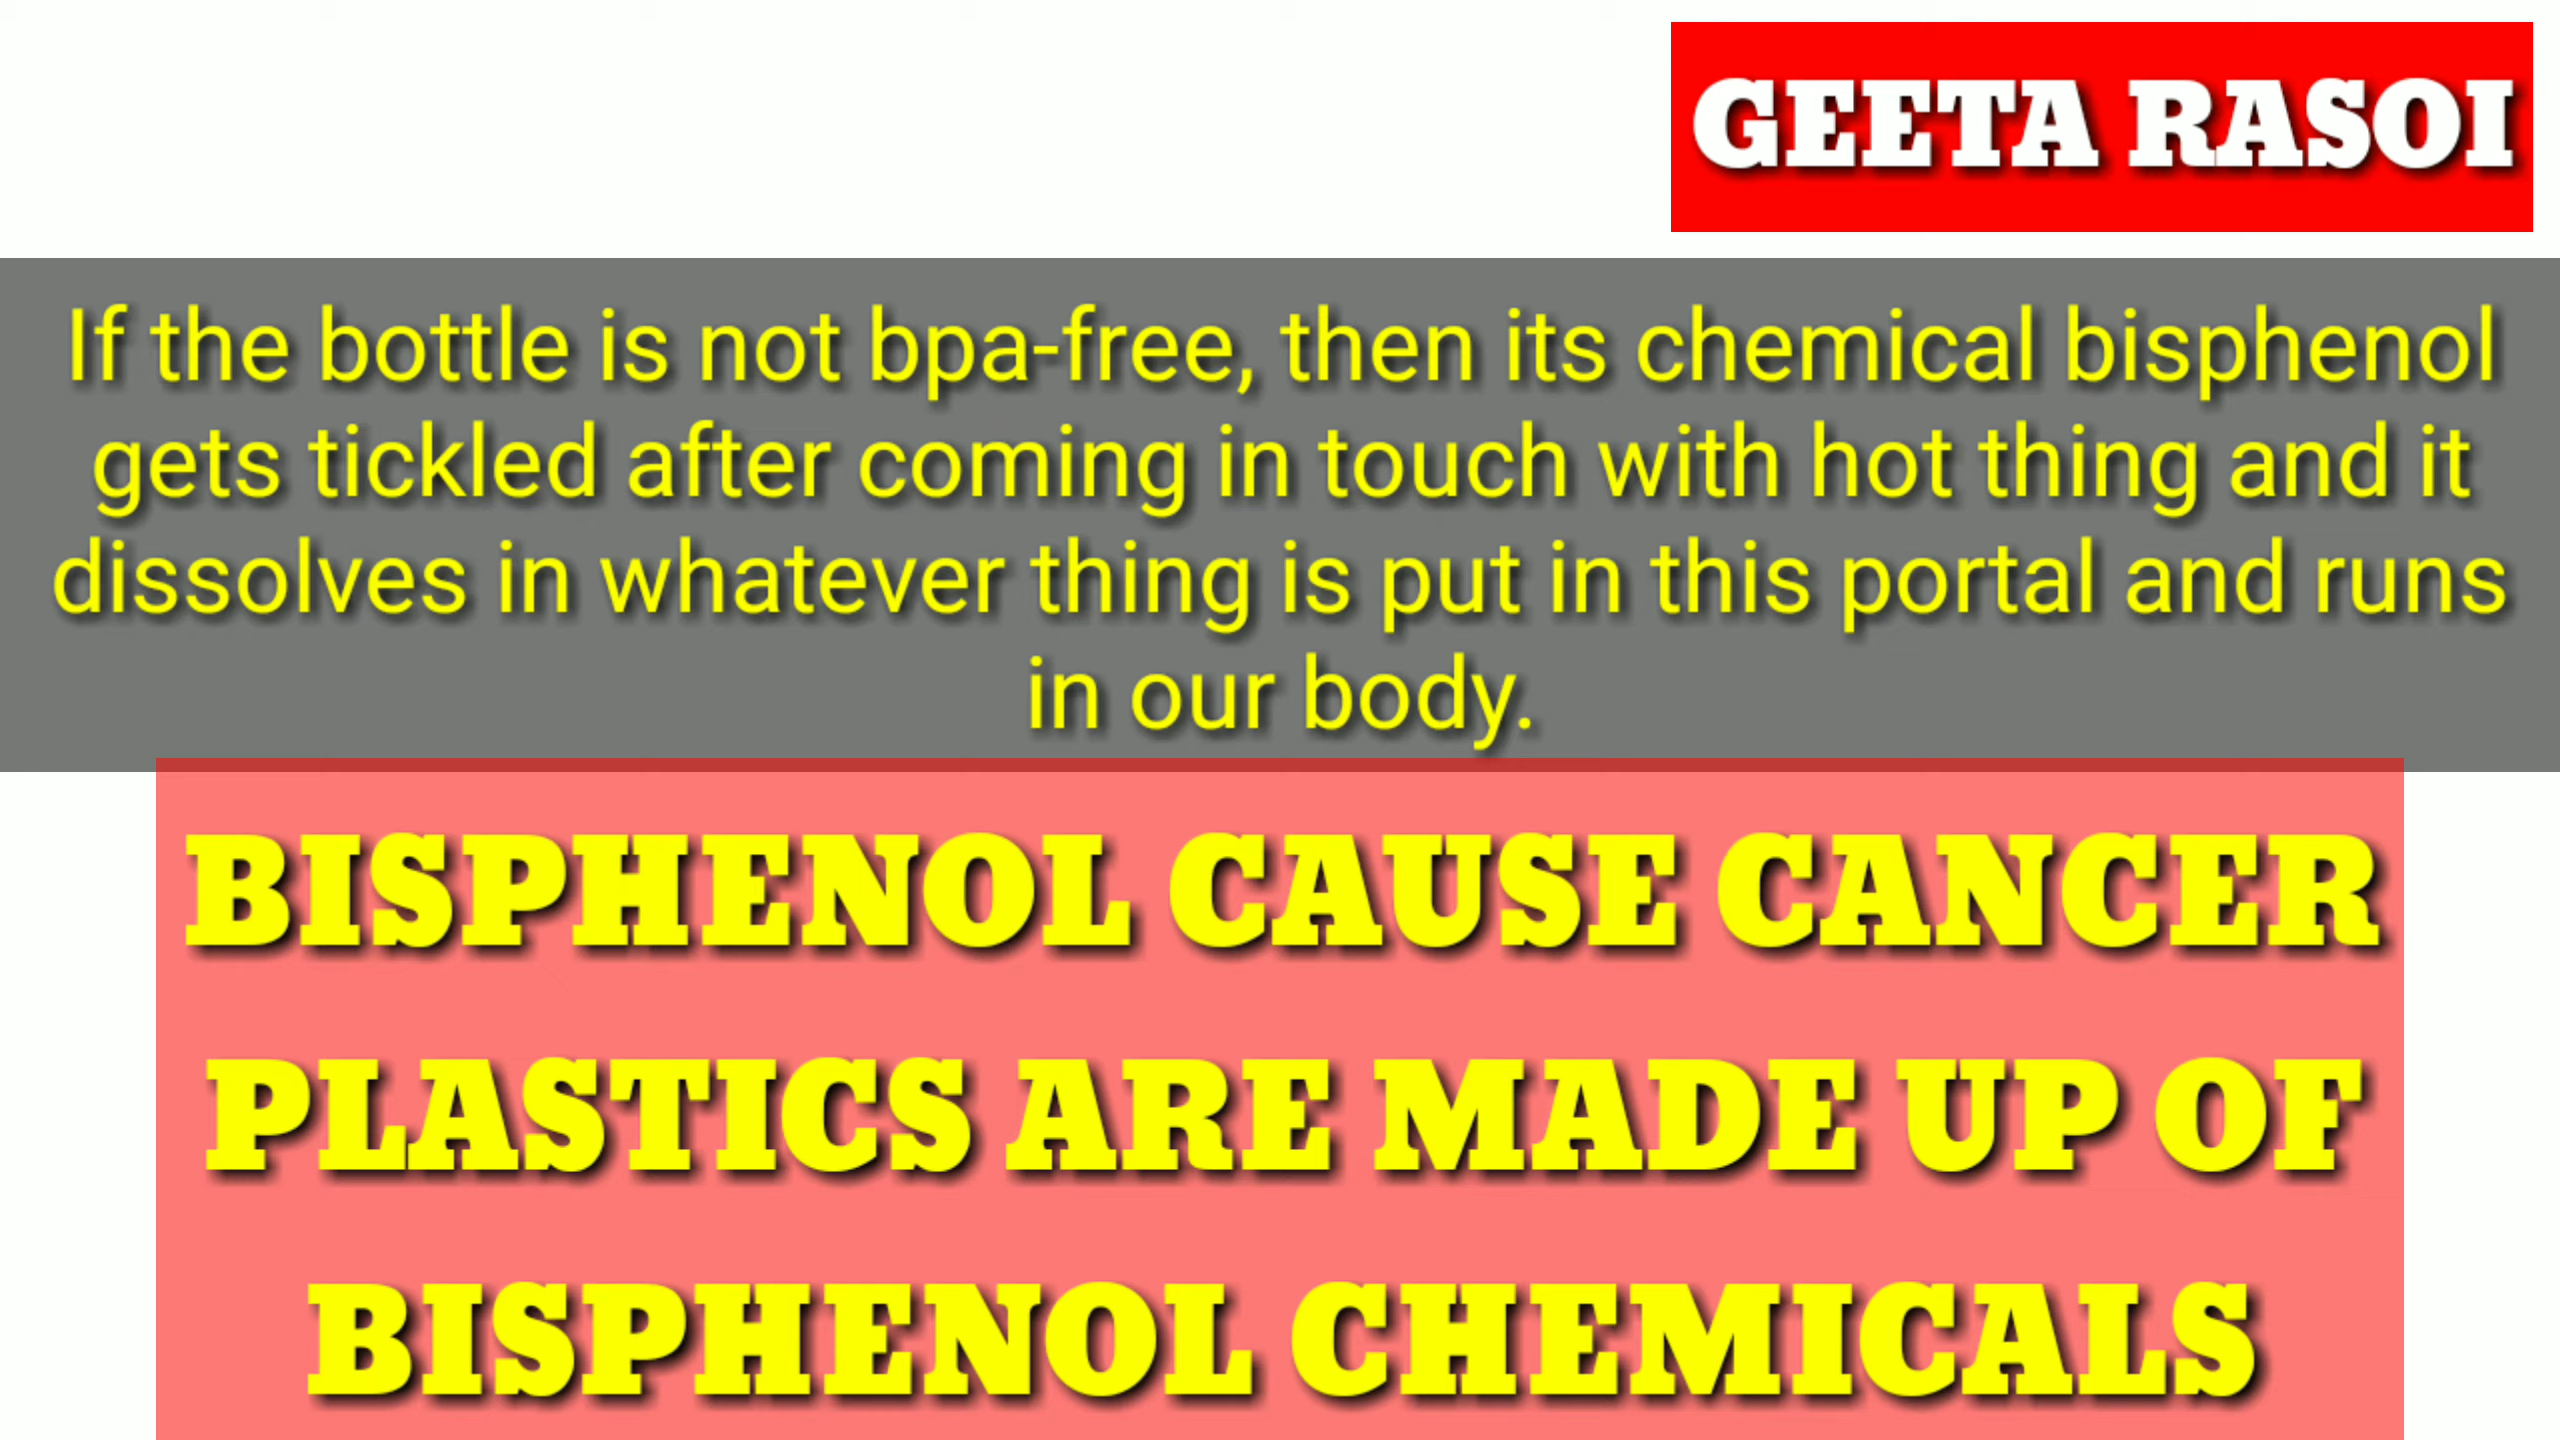 GEETA RASOI
If the bottle is not bpa-free, then its chemical bisphenol
gets tickled after coming in touch with hot thing and it
dissolves in whatever thing is put in this portal and runs
in our body.
BISPHENOL CAUSE CANCER
PLASTICS ARE MADE UP OF
BISPHENOL CHEMICALS